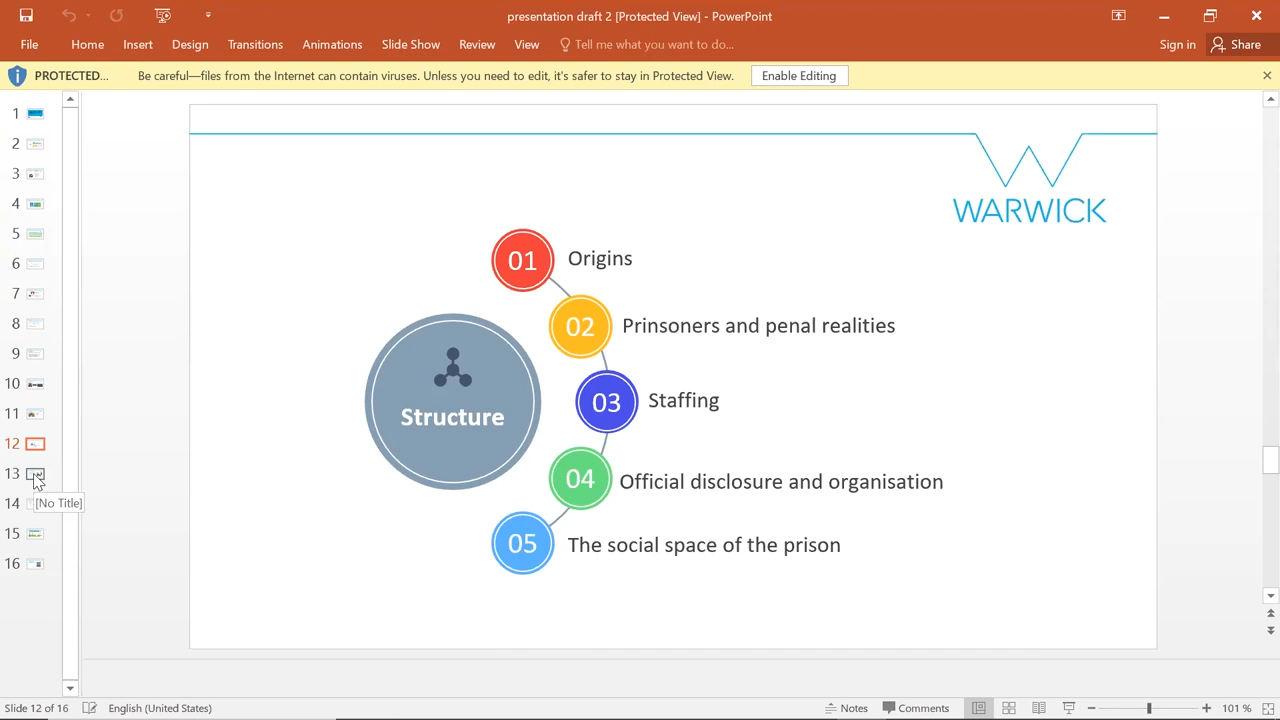 presentation draft 2 [Protected View] - PowerPoint
File Home Insert Design Transitions Animations Slide Show Review View Tell me what you want to do... Sign in Share
PROTECTED... Be careful—files from the Internet can contain viruses. Unless you need to edit, it's safer to stay in Protected View. Enable Editing
1
2
3
4
5
6
7
8
9
10
11
12
13
[No Title]
14
15
16
WARWICK
01 Origins
02 Prinsoners and penal realities
Structure
03 Staffing
04 Official disclosure and organisation
05 The social space of the prison
Slide 12 of 16 English (United States) Notes Comments 101 %